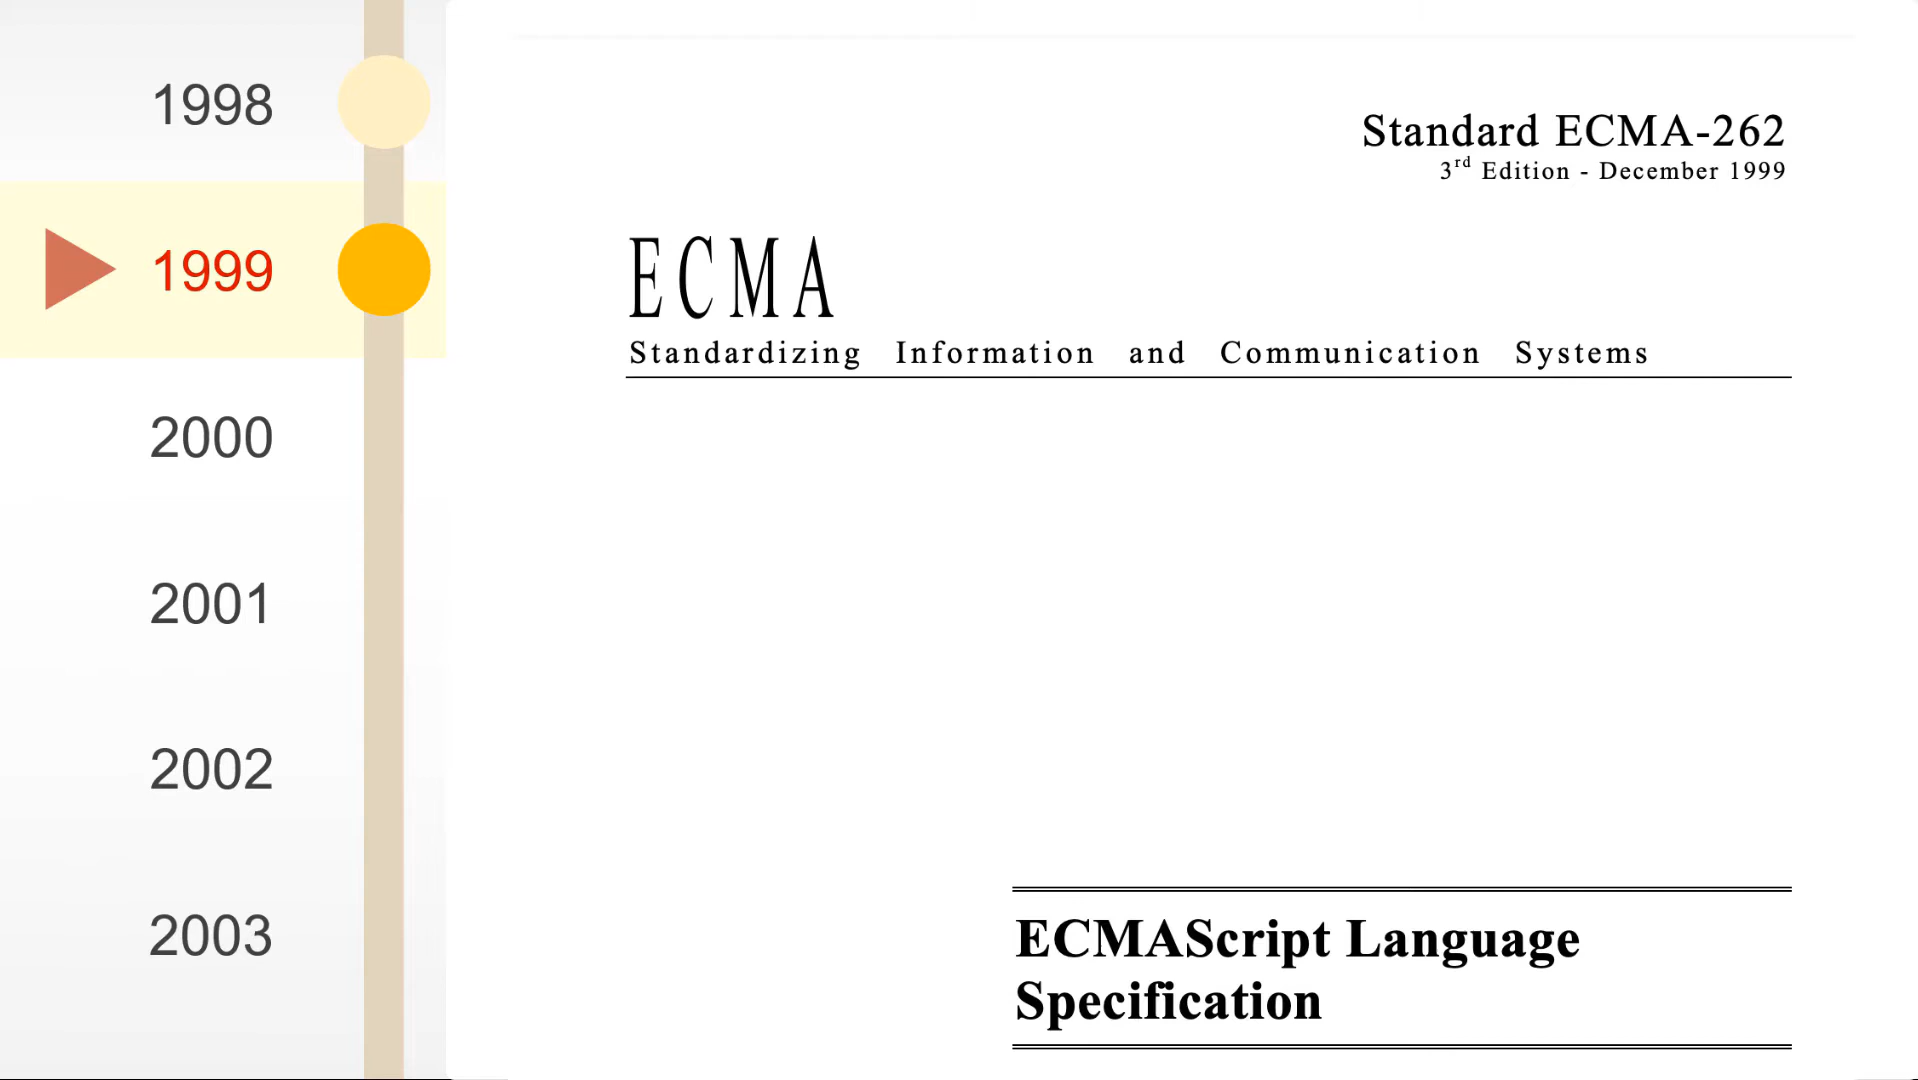 1998
1999
2000
2001
2002
2003
Standard ECMA-262
3rd Edition - December 1999
ECMA
Standardizing Information and Communication Systems
ECMAScript Language
Specification